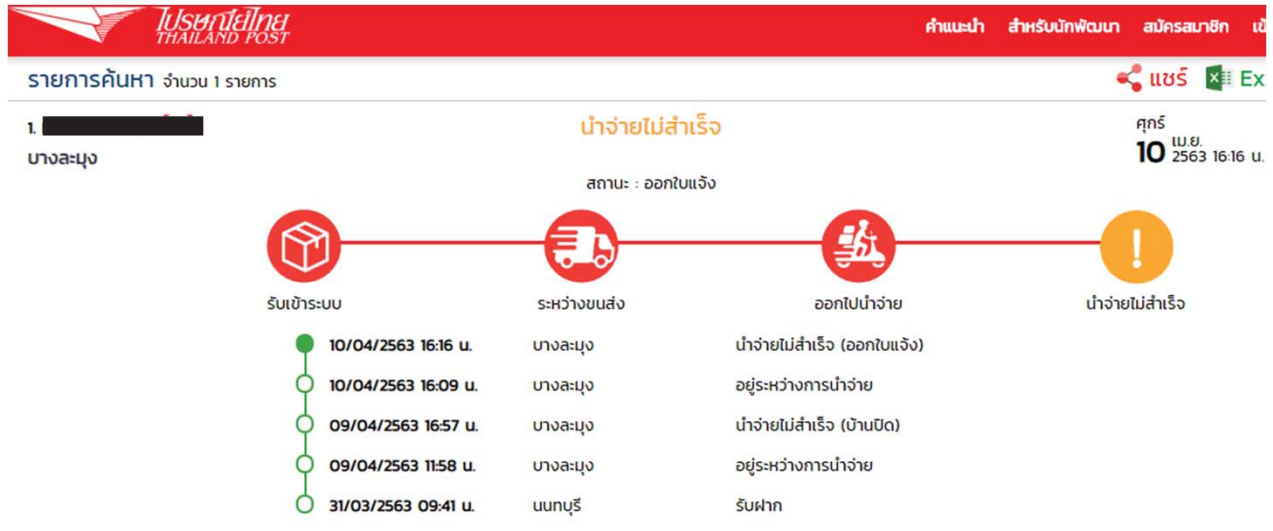 ไปรษณีย์ไทย
THAILAND POST
คำแนะนำ สำหรับนักพัฒนา สมัครสมาชิก
รายการค้นหา จำนวน 1 รายการ
แชร์ Ex
1.
บางละมุง
นำจ่ายไม่สำเร็จ
สถานะ : ออกใบแจ้ง
ศุกร์
10 เม.ย. 2563 16:16 น.
รับเข้าระบบ ระหว่างขนส่ง ออกไปนำจ่าย นำจ่ายไม่สำเร็จ
10/04/2563 16:16 น. บางละมุง นำจ่ายไม่สำเร็จ (ออกใบแจ้ง)
10/04/2563 16:09 น. บางละมุง อยู่ระหว่างการนำจ่าย
09/04/2563 16:57 น. บางละมุง นำจ่ายไม่สำเร็จ (บ้านปิด)
09/04/2563 11:58 น. บางละมุง อยู่ระหว่างการนำจ่าย
31/03/2563 09:41 น. นนทบุรี รับฝาก